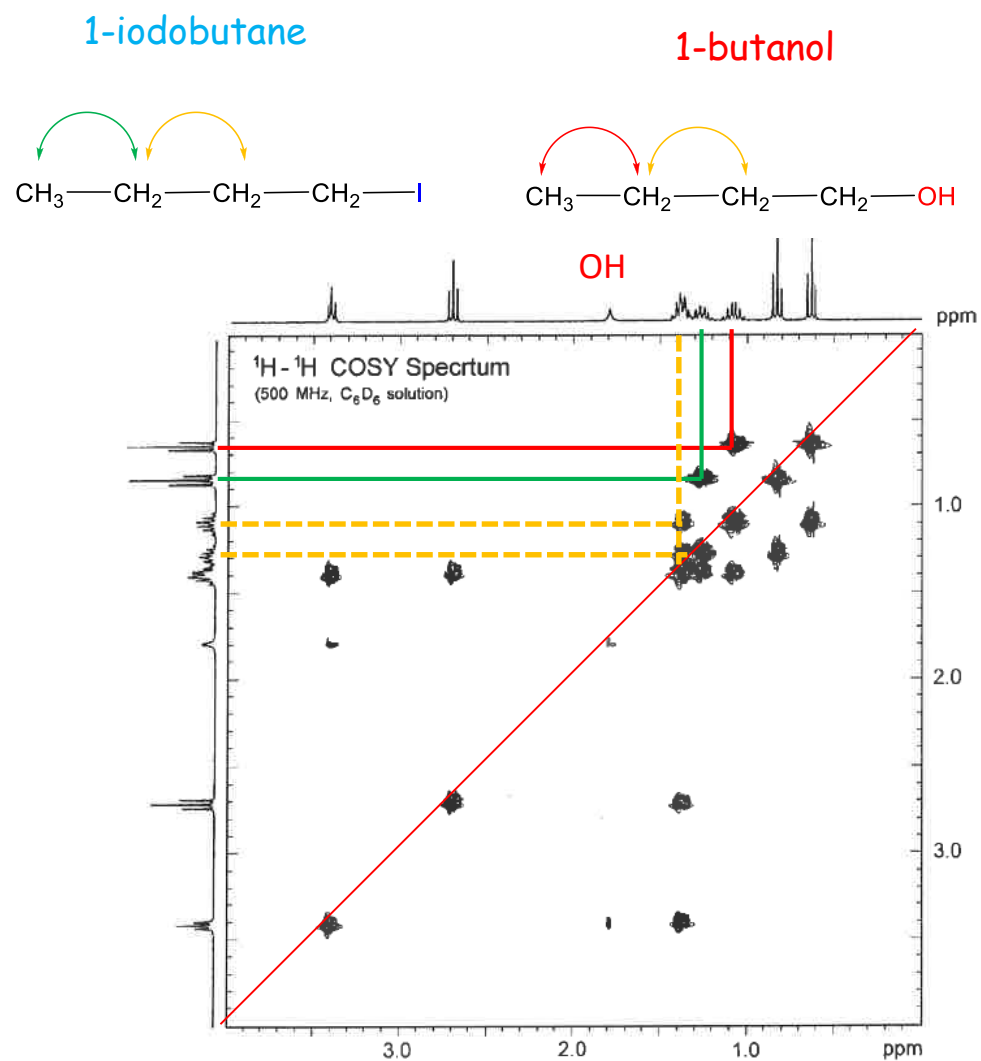 1-iodobutane
1-butanol
CH₃ CH₂ CH₂ CH₂ I
CH₃ CH₂ CH₂ CH₂ OH
OH
ppm
¹H-¹H COSY Specrtum
(500 MHz, C₆D₆ solution)
1.0
2.0
3.0
3.0 2.0 1.0 ppm